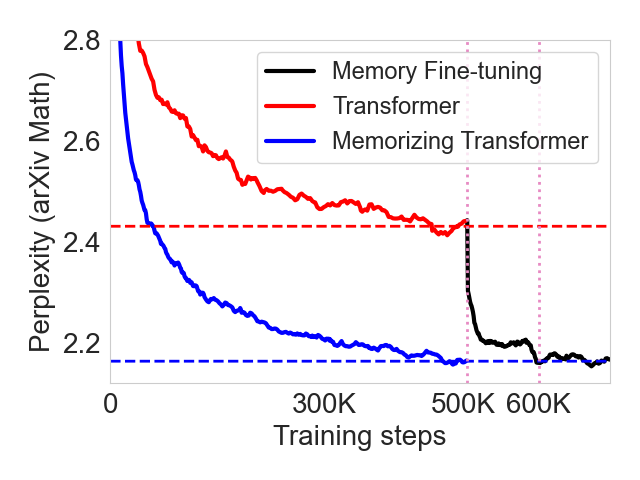 2.8
2.6
2.4
2.2
Perplexity (arXiv Math)
Memory Fine-tuning
Transformer
Memorizing Transformer
0 300K 500K 600K
Training steps